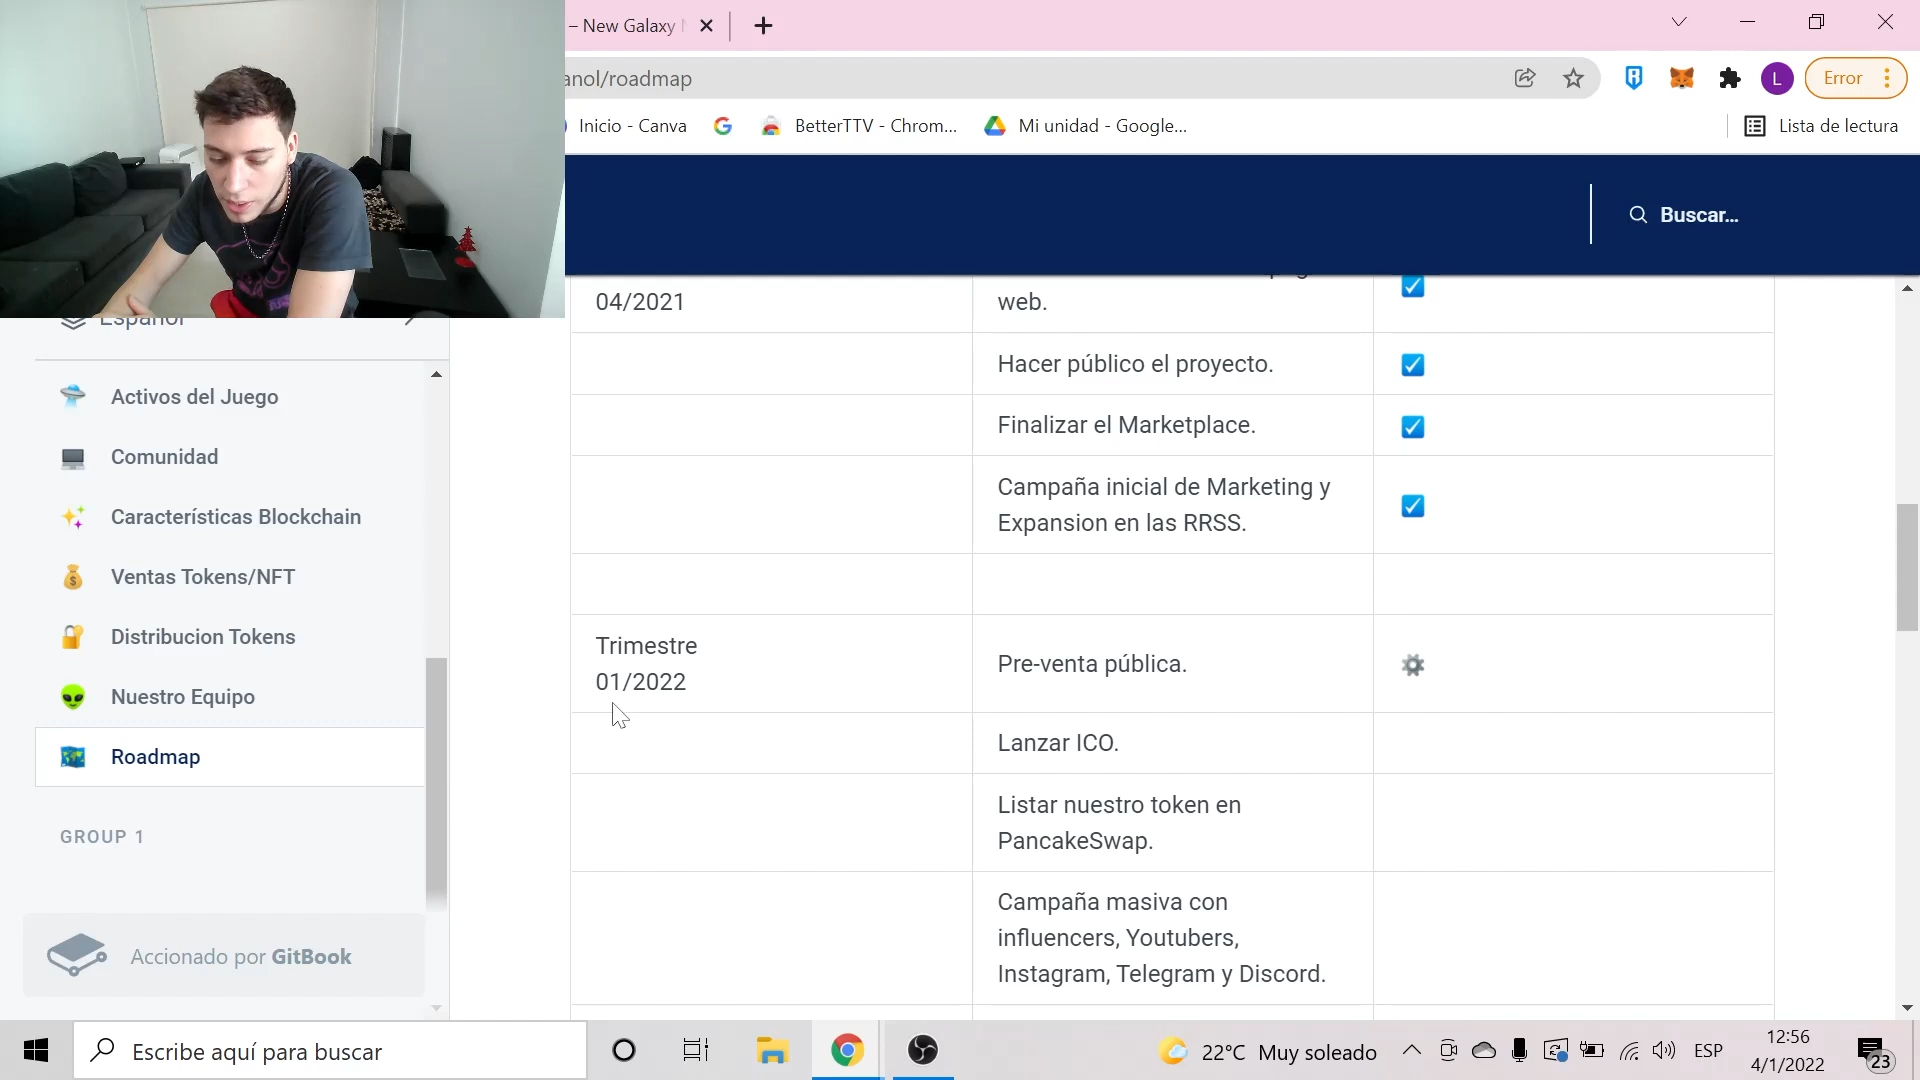 – New Galaxy
anol/roadmap
L
Error
Inicio - Canva
BetterTTV - Chrom...
Mi unidad - Google...
Lista de lectura
Buscar...
Español
Activos del Juego
Comunidad
Características Blockchain
Ventas Tokens/NFT
Distribucion Tokens
Nuestro Equipo
Roadmap
GROUP 1
Accionado por GitBook
04/2021
web.
Hacer público el proyecto.
Finalizar el Marketplace.
Campaña inicial de Marketing y
Expansion en las RRSS.
Trimestre
01/2022
Pre-venta pública.
Lanzar ICO.
Listar nuestro token en
PancakeSwap.
Campaña masiva con
influencers, Youtubers,
Instagram, Telegram y Discord.
Escribe aquí para buscar
22°C Muy soleado
ESP
12:56
4/1/2022
23